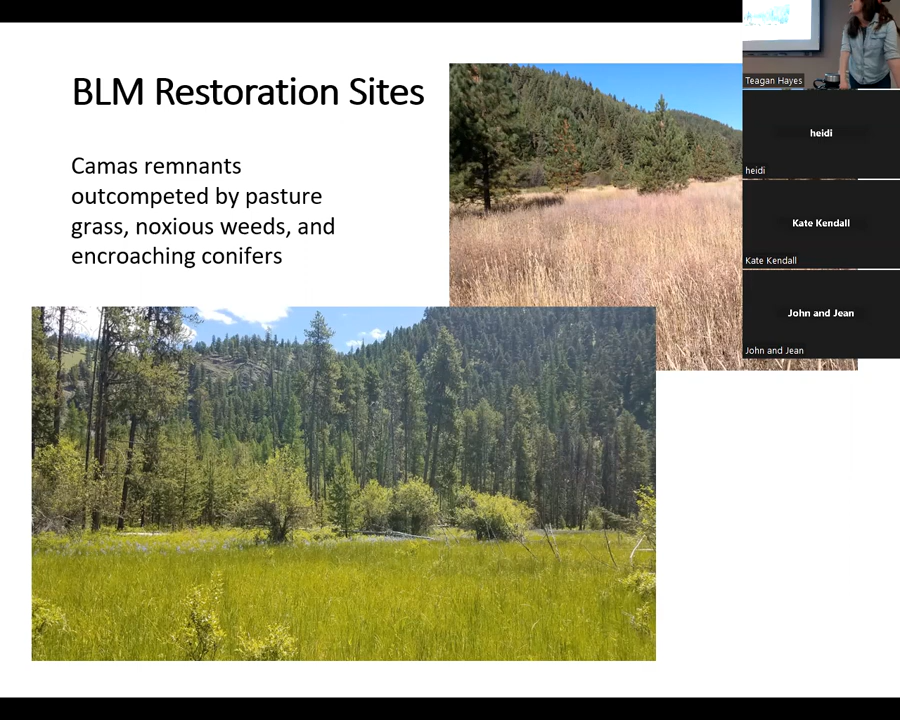 BLM Restoration Sites
Camas remnants
outcompeted by pasture
grass, noxious weeds, and
encroaching conifers
Teagan Hayes
heidi
heidi
Kate Kendall
Kate Kendall
John and Jean
John and Jean